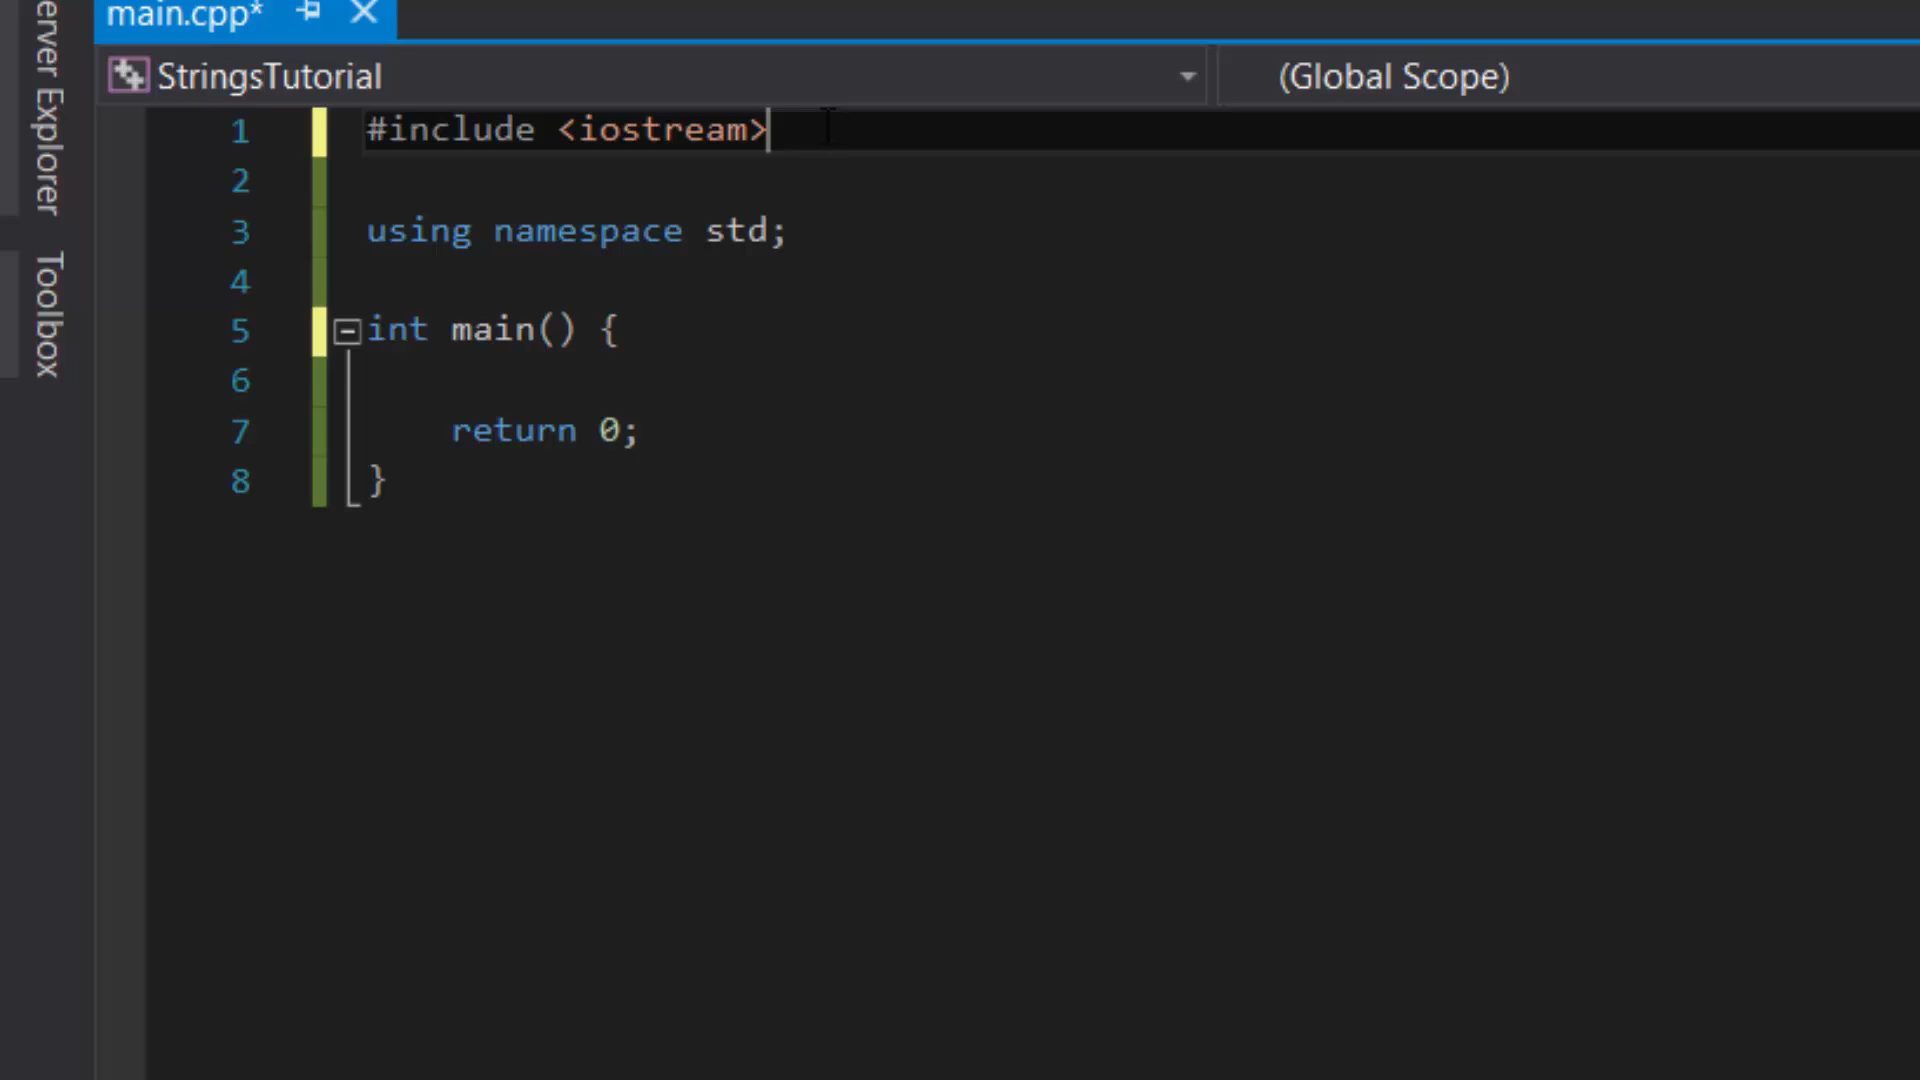 main.cpp*
StringsTutorial
(Global Scope)
erver Explorer
Toolbox
1 #include <iostream>
2
3 using namespace std;
4
5 int main() {
6
7 return 0;
8 }